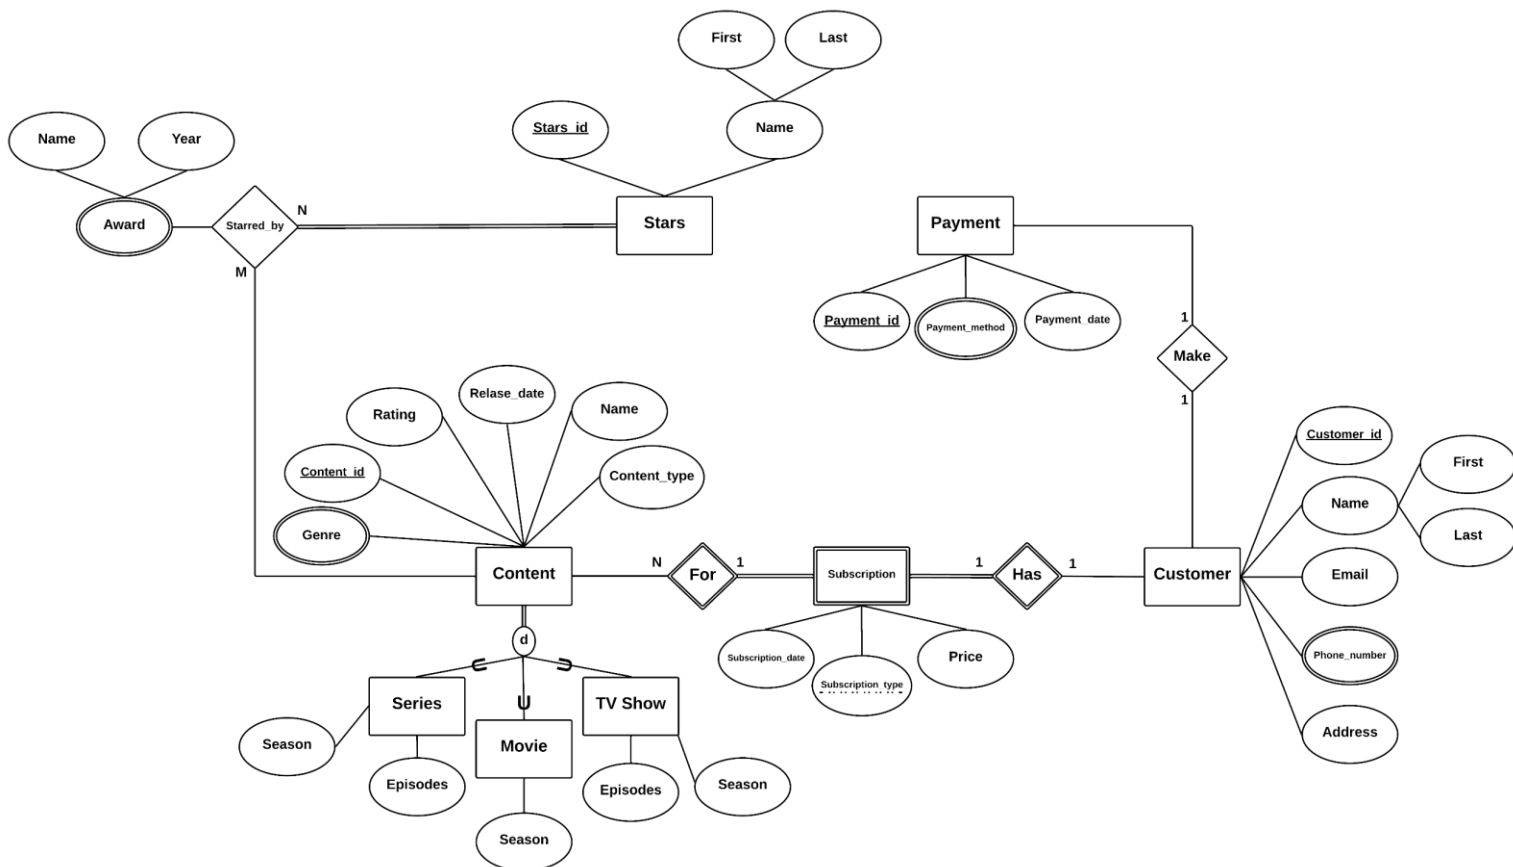 First
Last
Name
Year
Stars_id
Name
Award
Starred_by
N
Stars
Payment
M
Payment_id
Payment_method
Payment_date
1
Make
1
Relase_date
Rating
Name
Customer_id
First
Content_id
Content_type
Name
Genre
Last
Content
N
For
1
Subscription
1
Has
1
Customer
Email
d
Subscription_date
Price
Phone_number
Subscription_type
Series
TV Show
Movie
Address
Season
Episodes
Episodes
Season
Season